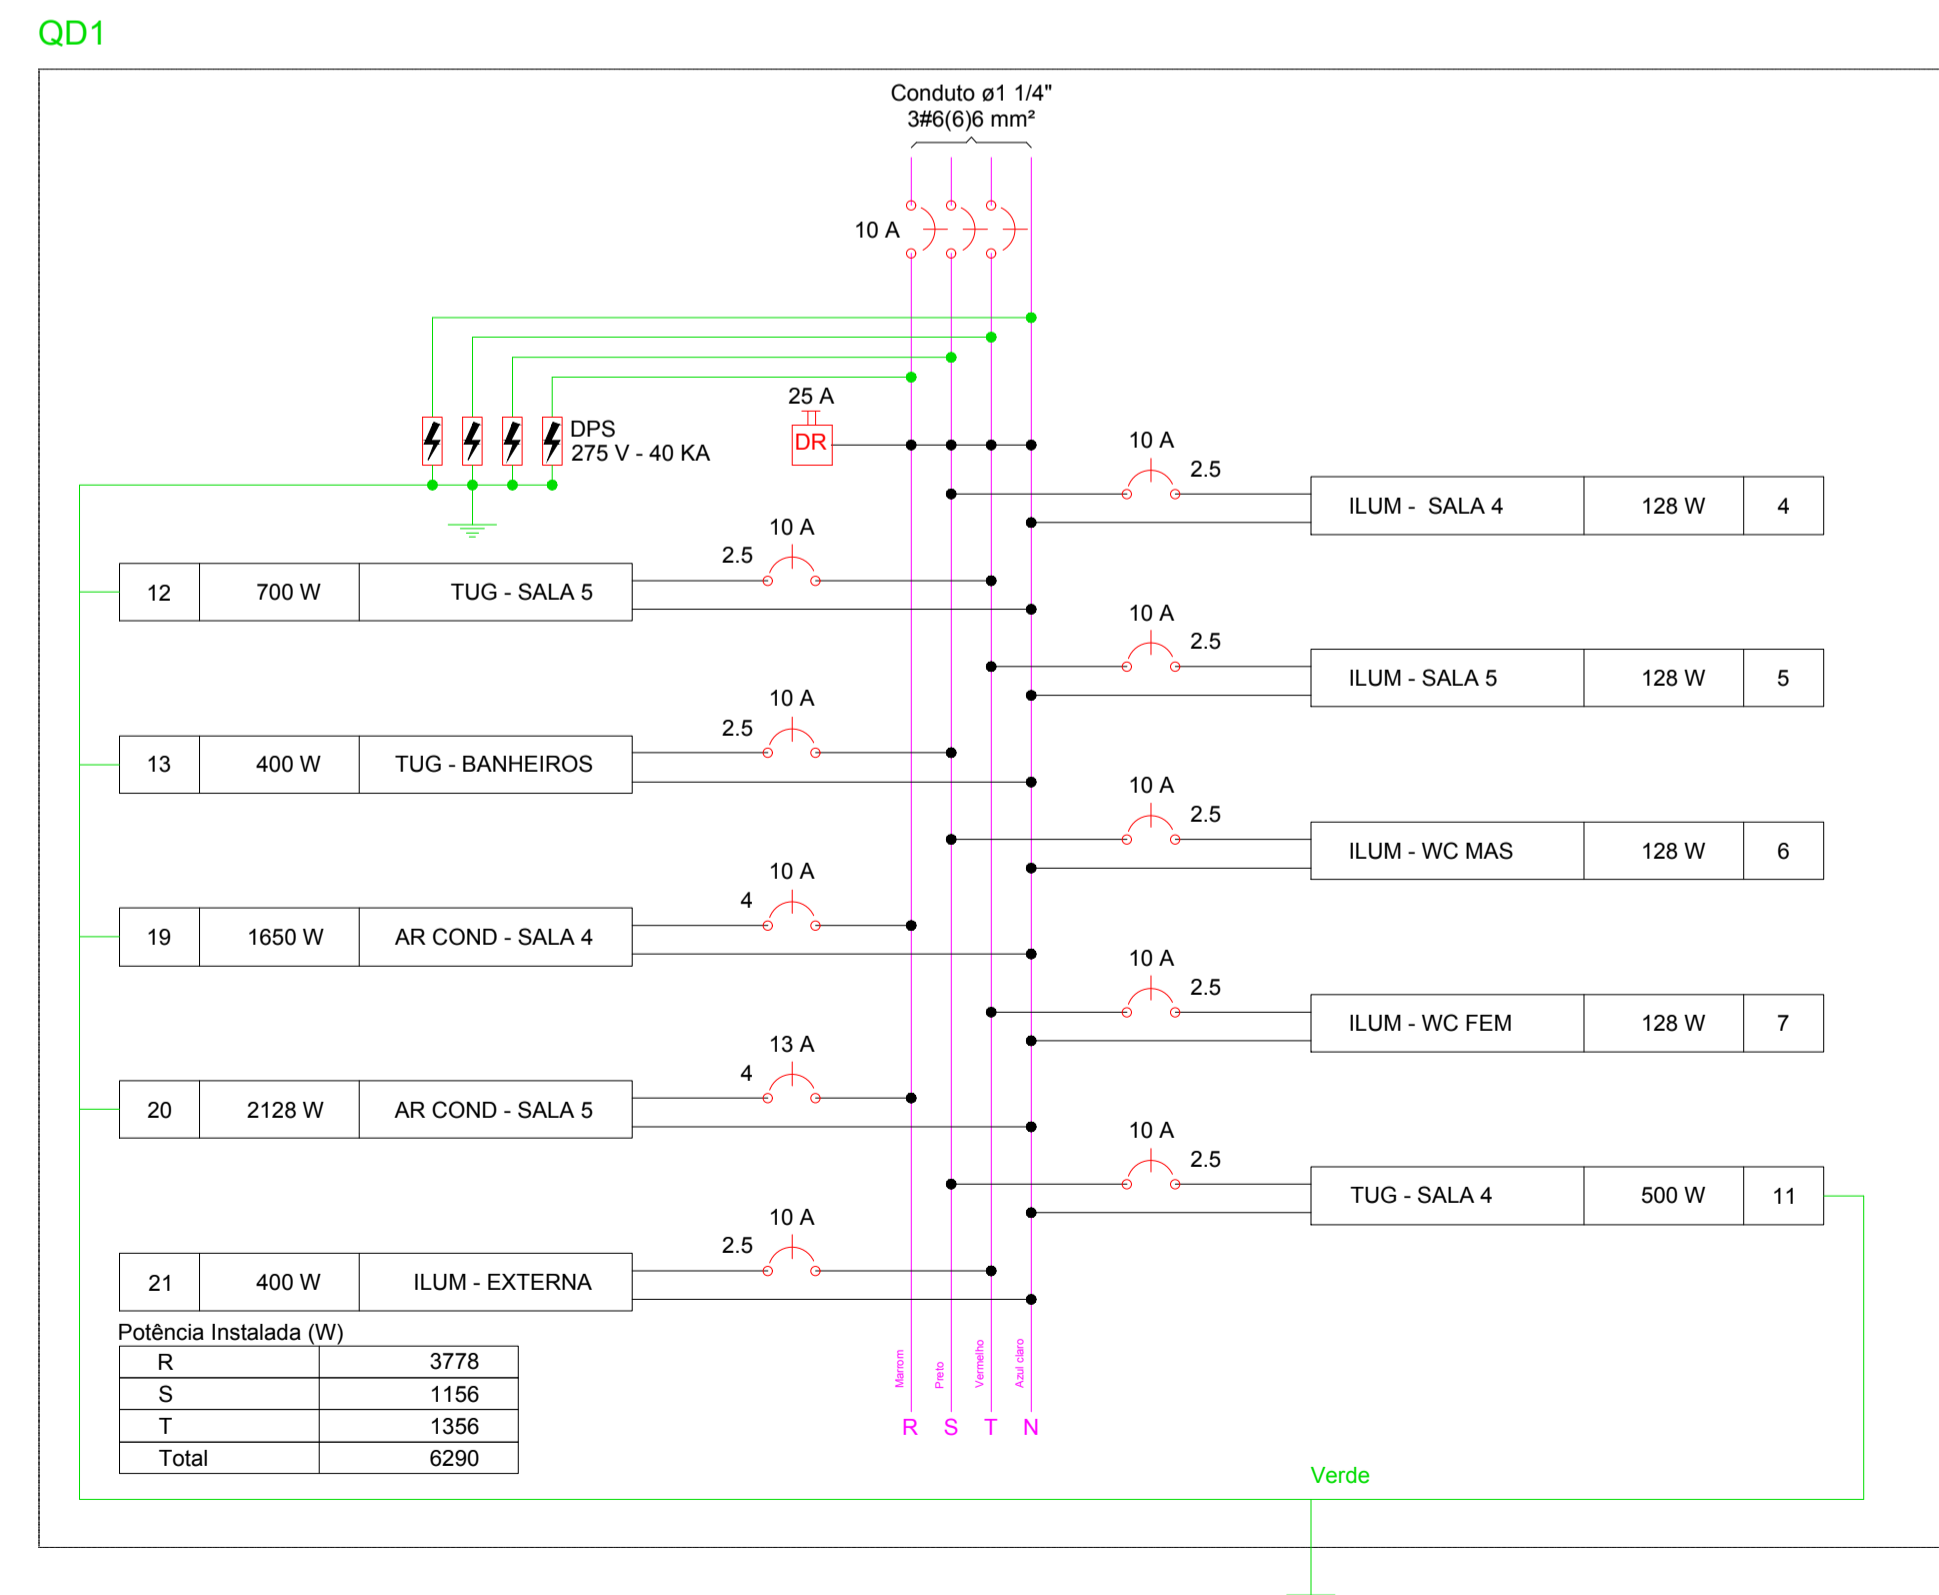 QD1
Conduto ø1 1/4"
3#6(6)6 mm²
10 A
25 A
DR
DPS
275 V - 40 KA
10 A
2.5
ILUM - SALA 4 128 W 4
10 A
2.5
12 700 W TUG - SALA 5
10 A
2.5
ILUM - SALA 5 128 W 5
10 A
2.5
13 400 W TUG - BANHEIROS
10 A
2.5
ILUM - WC MAS 128 W 6
10 A
4
19 1650 W AR COND - SALA 4
10 A
2.5
ILUM - WC FEM 128 W 7
13 A
4
20 2128 W AR COND - SALA 5
10 A
2.5
TUG - SALA 4 500 W 11
10 A
2.5
21 400 W ILUM - EXTERNA
Potência Instalada (W)
R 3778
S 1156
T 1356
Total 6290
Marrom
Preto
Vermelho
Azul claro
R S T N
Verde